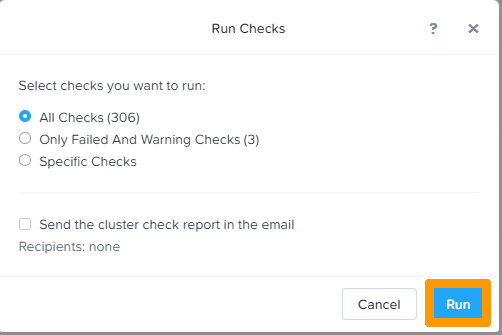 Run Checks ? ×
Select checks you want to run:
All Checks (306)
Only Failed And Warning Checks (3)
Specific Checks
Send the cluster check report in the email
Recipients: none
Cancel Run